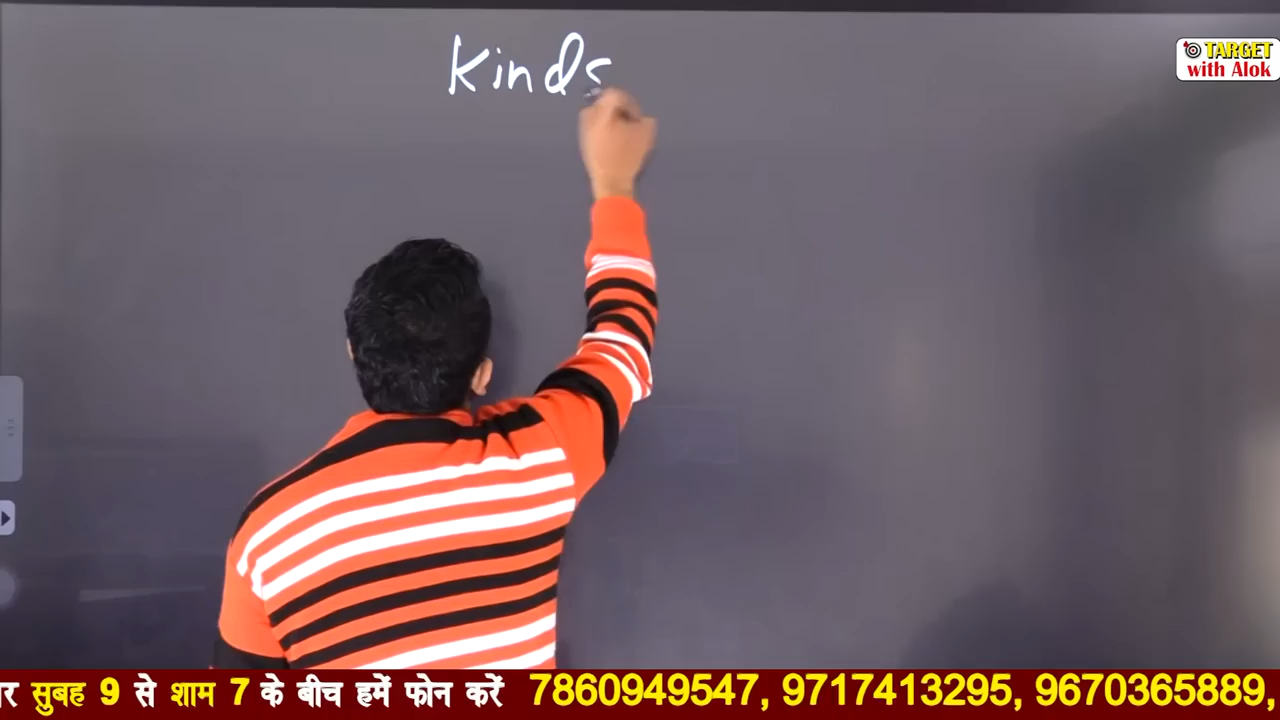 Kinds
TARGET
with Alok
सुबह 9 से शाम 7 के बीच हमें फोन करें 7860949547, 9717413295, 9670365889,